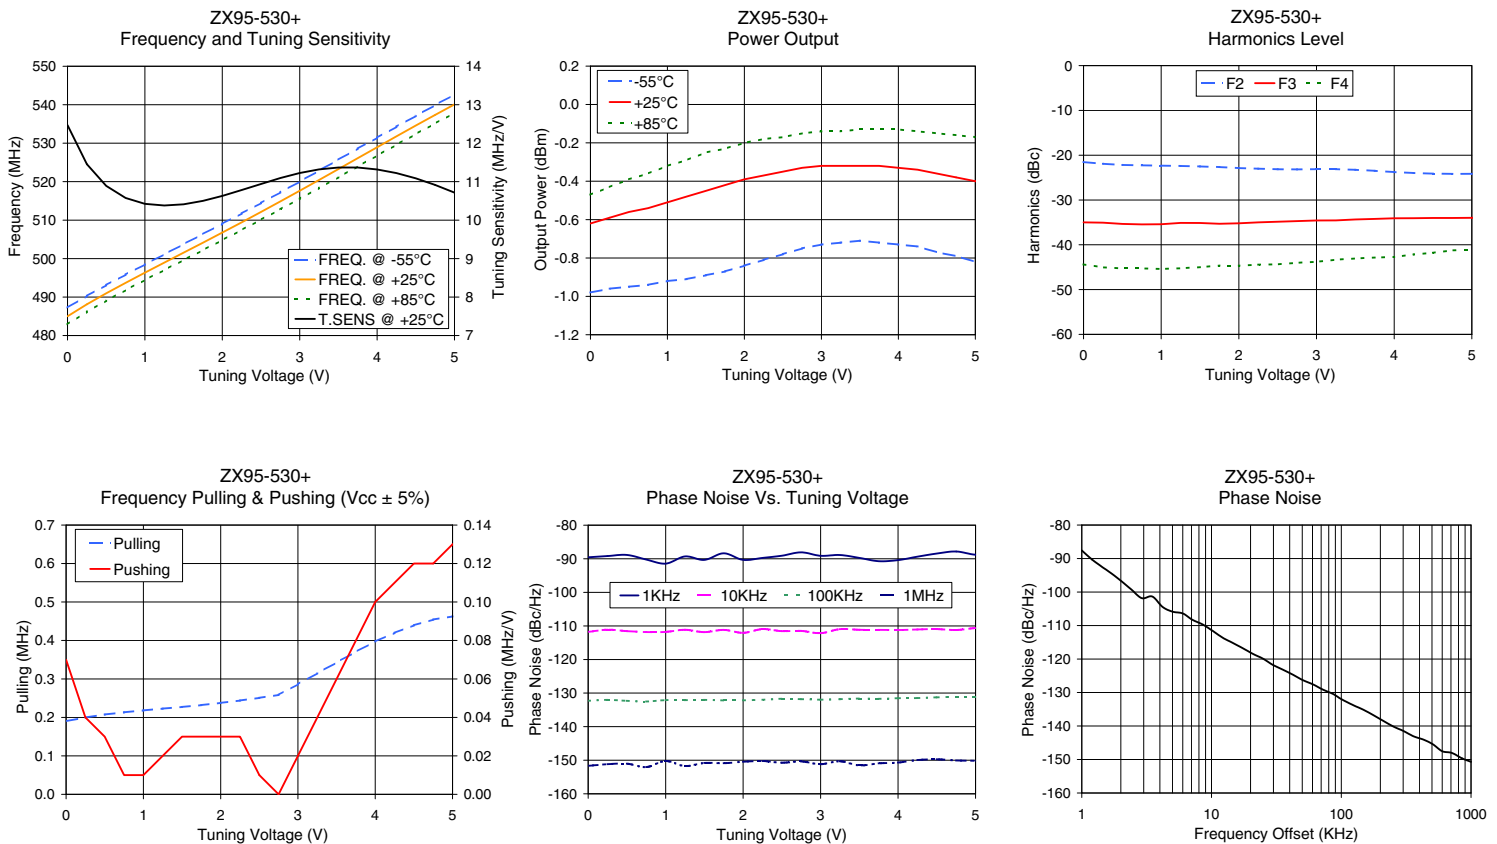 ZX95-530+
Frequency and Tuning Sensitivity
550
540
530
520
510
500
490
480
14
13
12
11
10
9
8
7
Frequency (MHz)
Tuning Sensitivity (MHz/V)
FREQ. @ -55°C
FREQ. @ +25°C
FREQ. @ +85°C
T.SENS @ +25°C
0 1 2 3 4 5
Tuning Voltage (V)
ZX95-530+
Power Output
0.2
0.0
-0.2
-0.4
-0.6
-0.8
-1.0
-1.2
Output Power (dBm)
-55°C
+25°C
+85°C
0 1 2 3 4 5
Tuning Voltage (V)
ZX95-530+
Harmonics Level
0
-10
-20
-30
-40
-50
-60
Harmonics (dBc)
F2 F3 F4
0 1 2 3 4 5
Tuning Voltage (V)
ZX95-530+
Frequency Pulling & Pushing (Vcc ± 5%)
0.7
0.6
0.5
0.4
0.3
0.2
0.1
0.0
0.14
0.12
0.10
0.08
0.06
0.04
0.02
0.00
Pulling (MHz)
Pushing (MHz/V)
Pulling
Pushing
0 1 2 3 4 5
Tuning Voltage (V)
ZX95-530+
Phase Noise Vs. Tuning Voltage
-80
-90
-100
-110
-120
-130
-140
-150
-160
Phase Noise (dBc/Hz)
1KHz 10KHz 100KHz 1MHz
0 1 2 3 4 5
Tuning Voltage (V)
ZX95-530+
Phase Noise
-80
-90
-100
-110
-120
-130
-140
-150
-160
Phase Noise (dBc/Hz)
1 10 100 1000
Frequency Offset (KHz)